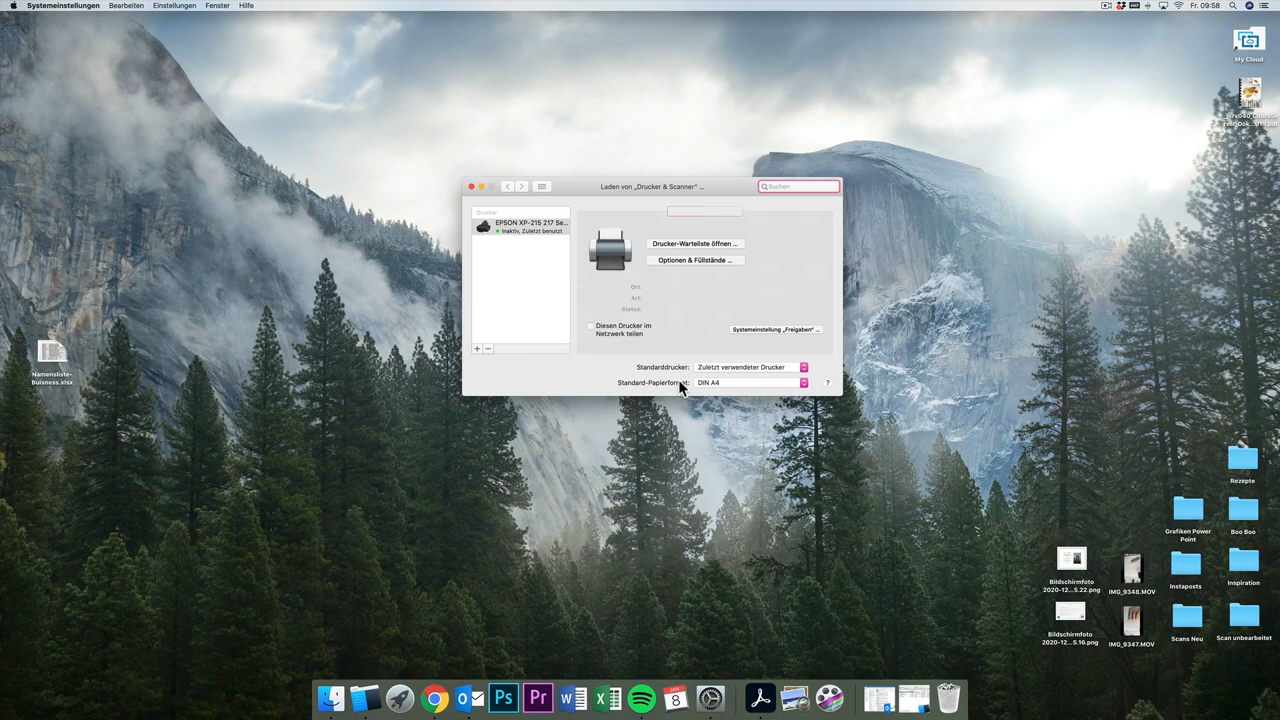 Systemeinstellungen Bearbeiten Einstellungen Fenster Hilfe
Fr. 09:58
My Cloud
Laden von „Drucker & Scanner“ ...
Suchen
Drucker
EPSON XP-215 217 Se...
Inaktiv, Zuletzt benutzt
Drucker-Warteliste öffnen ...
Optionen & Füllstände ...
Ort:
Art:
Status:
Diesen Drucker im
Netzwerk teilen
Systemeinstellung „Freigaben“ ...
+ −
Standarddrucker: Zuletzt verwendeter Drucker
Standard-Papierformat: DIN A4
?
Namensliste-
Buisness.xlsx
Rezepte
Grafiken Power
Point
Boo Boo
Bildschirmfoto
2020-12...5.22.png
IMG_9348.MOV
Instaposts
Inspiration
Bildschirmfoto
2020-12...5.16.png
IMG_9347.MOV
Scans Neu
Scan unbearbeitet
Ps
Pr
JAN
8